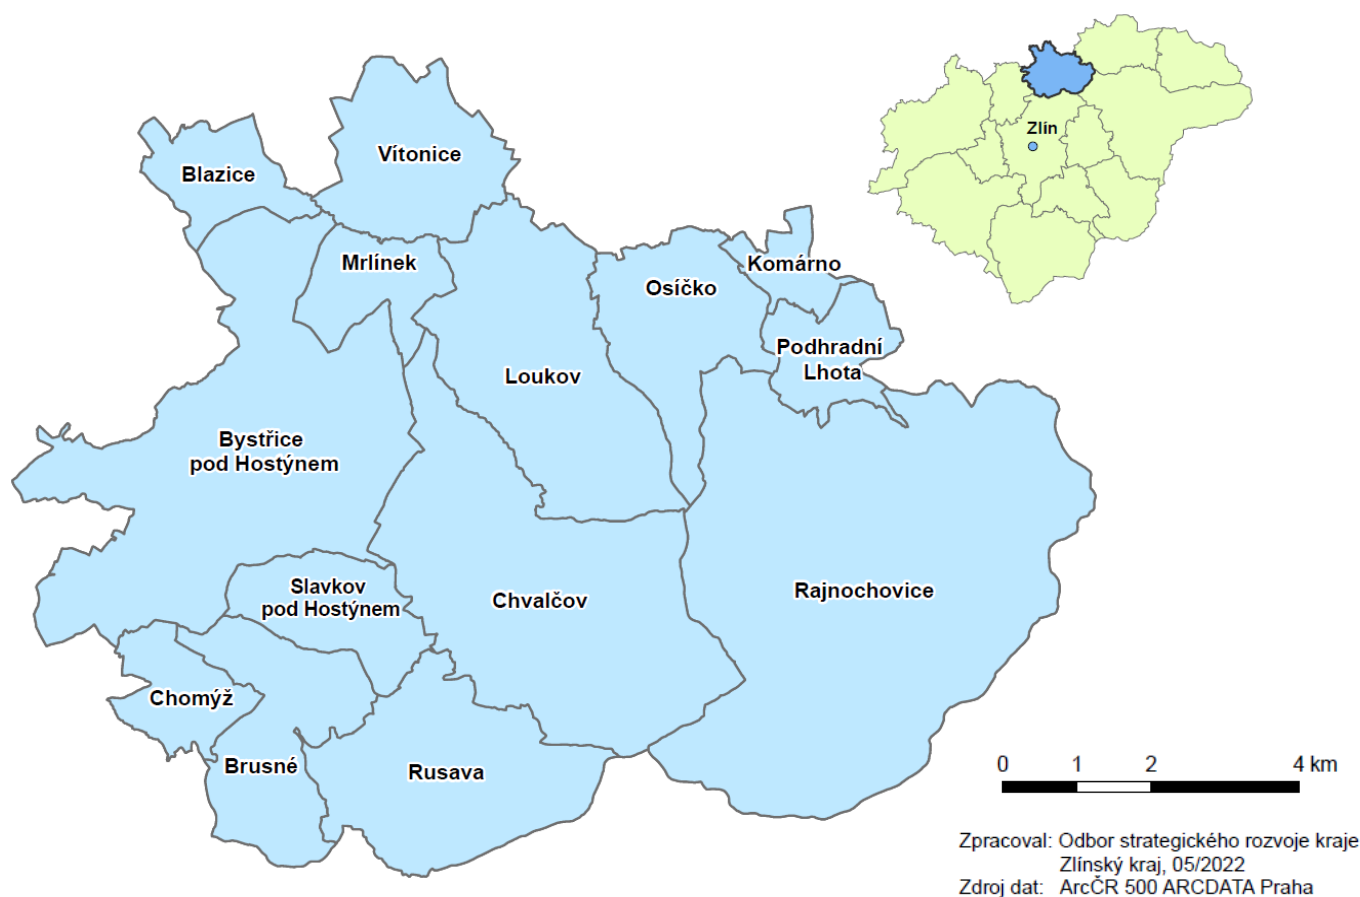 Zlín
Vítonice
Blazice
Mrlínek
Komárno
Osíčko
Podhradní
Lhota
Loukov
Bystřice
pod Hostýnem
Slavkov
pod Hostýnem
Chvalčov
Rajnochovice
Chomýž
Brusné
Rusava
0 1 2 4 km
Zpracoval: Odbor strategického rozvoje kraje
Zlínský kraj, 05/2022
Zdroj dat: ArcČR 500 ARCDATA Praha